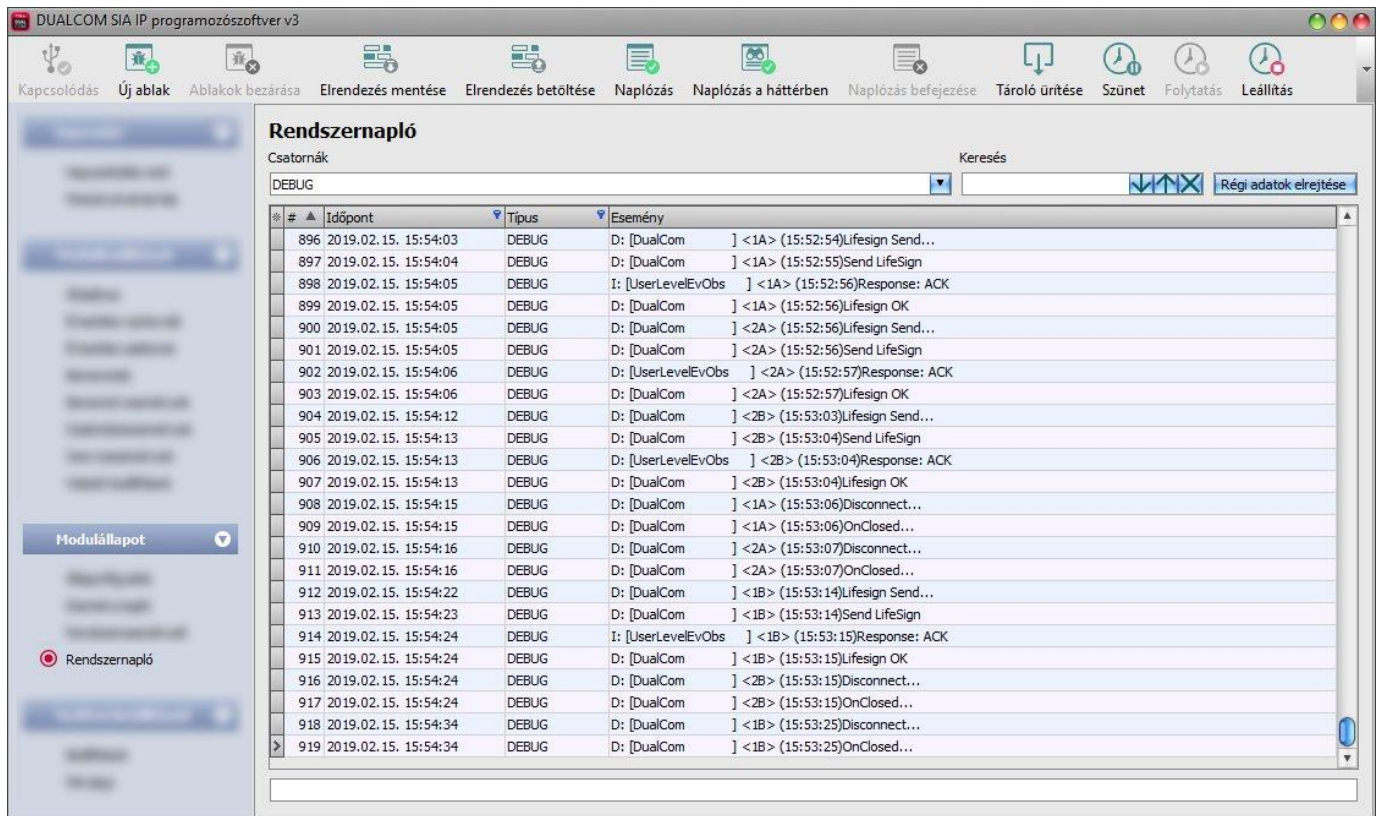 DUALCOM SIA IP programozószoftver v3
Kapcsolódás Új ablak Ablakok bezárása Elrendezés mentése Elrendezés betöltése Naplózás Naplózás a háttérben Naplózás befejezése Tároló ürítése Szünet Folytatás Leállítás
Rendszernapló
Csatornák Keresés
DEBUG Régi adatok elrejtése
# Időpont Típus Esemény
896 2019.02.15. 15:54:03 DEBUG D: [DualCom ] <1A> (15:52:54)Lifesign Send...
897 2019.02.15. 15:54:04 DEBUG D: [DualCom ] <1A> (15:52:55)Send LifeSign
898 2019.02.15. 15:54:05 DEBUG I: [UserLevelEvObs ] <1A> (15:52:56)Response: ACK
899 2019.02.15. 15:54:05 DEBUG D: [DualCom ] <1A> (15:52:56)Lifesign OK
900 2019.02.15. 15:54:05 DEBUG D: [DualCom ] <2A> (15:52:56)Lifesign Send...
901 2019.02.15. 15:54:05 DEBUG D: [DualCom ] <2A> (15:52:56)Send LifeSign
902 2019.02.15. 15:54:06 DEBUG D: [UserLevelEvObs ] <2A> (15:52:57)Response: ACK
903 2019.02.15. 15:54:06 DEBUG D: [DualCom ] <2A> (15:52:57)Lifesign OK
904 2019.02.15. 15:54:12 DEBUG D: [DualCom ] <2B> (15:53:03)Lifesign Send...
905 2019.02.15. 15:54:13 DEBUG D: [DualCom ] <2B> (15:53:04)Send LifeSign
906 2019.02.15. 15:54:13 DEBUG D: [UserLevelEvObs ] <2B> (15:53:04)Response: ACK
907 2019.02.15. 15:54:13 DEBUG D: [DualCom ] <2B> (15:53:04)Lifesign OK
908 2019.02.15. 15:54:15 DEBUG D: [DualCom ] <1A> (15:53:06)Disconnect...
909 2019.02.15. 15:54:15 DEBUG D: [DualCom ] <1A> (15:53:06)OnClosed...
910 2019.02.15. 15:54:16 DEBUG D: [DualCom ] <2A> (15:53:07)Disconnect...
911 2019.02.15. 15:54:16 DEBUG D: [DualCom ] <2A> (15:53:07)OnClosed...
912 2019.02.15. 15:54:22 DEBUG D: [DualCom ] <1B> (15:53:14)Lifesign Send...
913 2019.02.15. 15:54:23 DEBUG D: [DualCom ] <1B> (15:53:14)Send LifeSign
914 2019.02.15. 15:54:24 DEBUG I: [UserLevelEvObs ] <1B> (15:53:15)Response: ACK
915 2019.02.15. 15:54:24 DEBUG D: [DualCom ] <1B> (15:53:15)Lifesign OK
916 2019.02.15. 15:54:24 DEBUG D: [DualCom ] <2B> (15:53:15)Disconnect...
917 2019.02.15. 15:54:24 DEBUG D: [DualCom ] <2B> (15:53:15)OnClosed...
918 2019.02.15. 15:54:34 DEBUG D: [DualCom ] <1B> (15:53:25)Disconnect...
919 2019.02.15. 15:54:34 DEBUG D: [DualCom ] <1B> (15:53:25)OnClosed...
Modulállapot
Rendszernapló